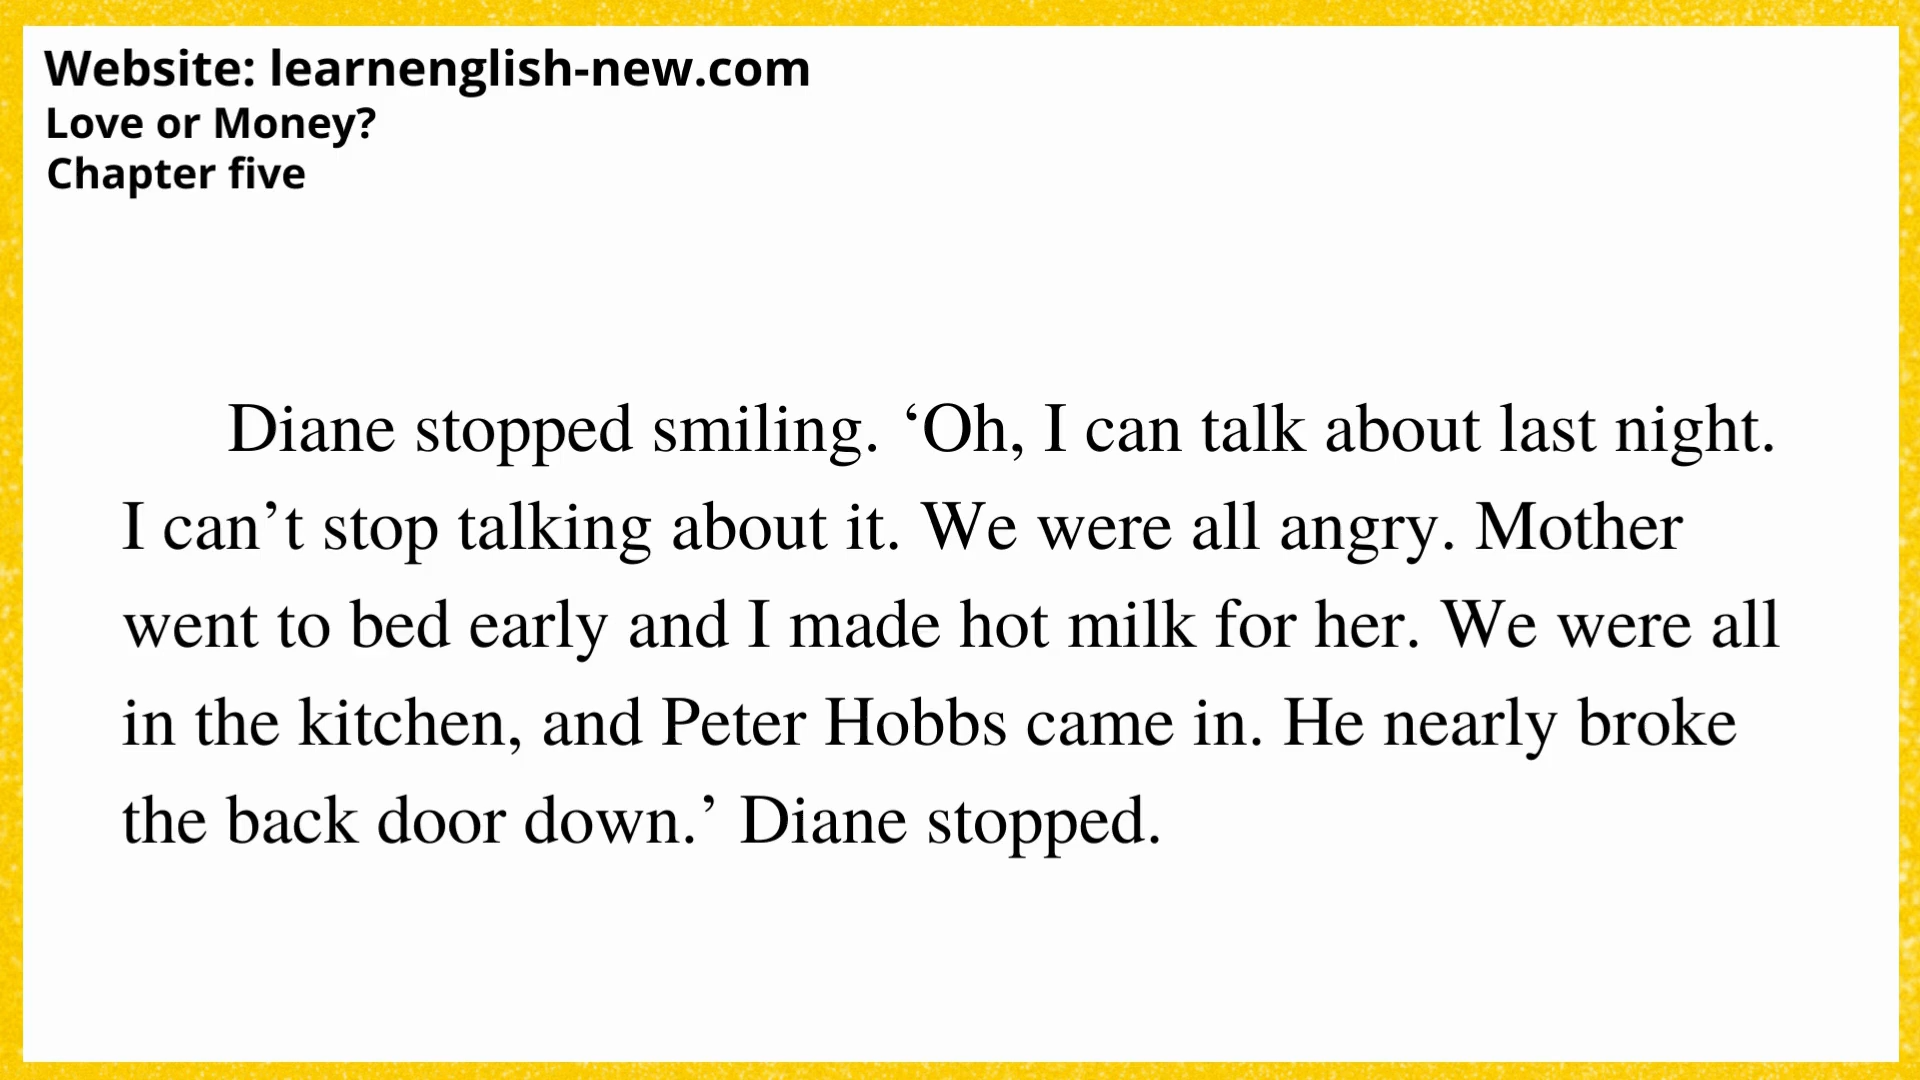 Website: learnenglish-new.com
Love or Money?
Chapter five
Diane stopped smiling. ‘Oh, I can talk about last night.
I can’t stop talking about it. We were all angry. Mother
went to bed early and I made hot milk for her. We were all
in the kitchen, and Peter Hobbs came in. He nearly broke
the back door down.’ Diane stopped.